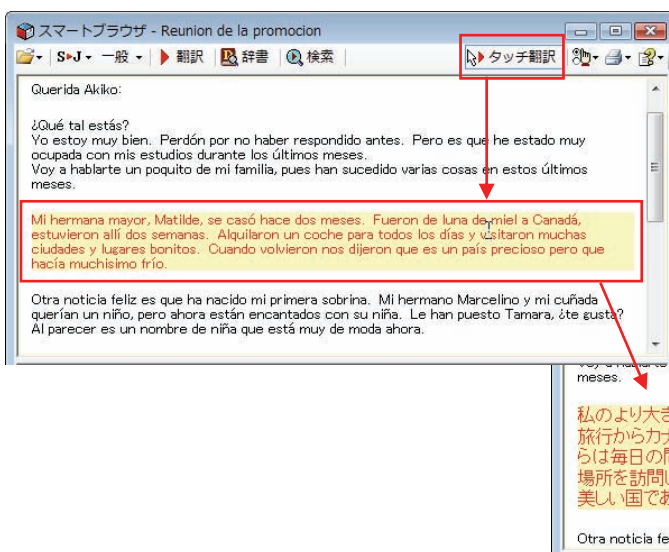 スマートブラウザ - Reunion de la promocion
S▶J 一般 翻訳 辞書 検索 タッチ翻訳
Querida Akiko:
¿Qué tal estás?
Yo estoy muy bien. Perdón por no haber respondido antes. Pero es que he estado muy
ocupada con mis estudios durante los últimos meses.
Voy a hablarte un poquito de mi familia, pues han sucedido varias cosas en estos últimos
meses.
Mi hermana mayor, Matilde, se casó hace dos meses. Fueron de luna de miel a Canadá,
estuvieron allí dos semanas. Alquilaron un coche para todos los días y visitaron muchas
ciudades y lugares bonitos. Cuando volvieron nos dijeron que es un país precioso pero que
hacía muchisimo frío.
Otra noticia feliz es que ha nacido mi primera sobrina. Mi hermano Marcelino y mi cuñada
querían un niño, pero ahora están encantados con su niña. Le han puesto Tamara, ¿te gusta?
Al parecer es un nombre de niña que está muy de moda ahora.
meses.
私のより大き
旅行からカナ
らは毎日の間
場所を訪問し
美しい国であ
Otra noticia fe